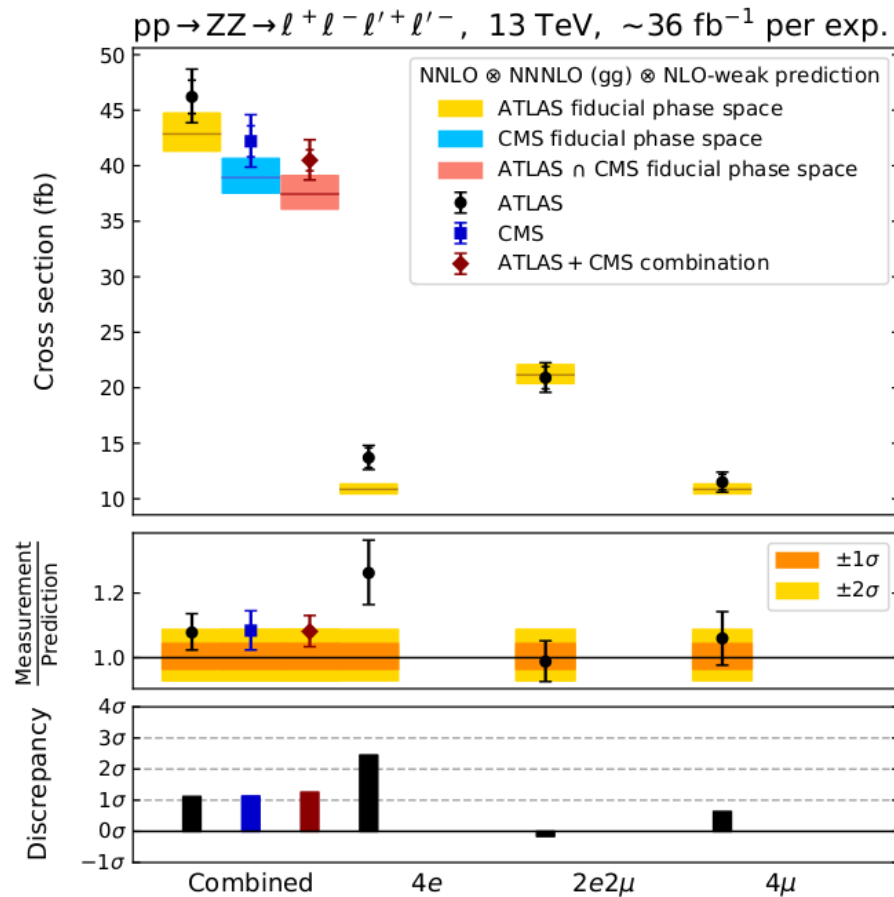 pp→ZZ→ℓ⁺ℓ⁻ℓ′⁺ℓ′⁻, 13 TeV, ~36 fb⁻¹ per exp.
NNLO ⊗ NNNLO (gg) ⊗ NLO-weak prediction
ATLAS fiducial phase space
CMS fiducial phase space
ATLAS ∩ CMS fiducial phase space
ATLAS
CMS
ATLAS + CMS combination
Cross section (fb)
50
45
40
35
30
25
20
15
10
Measurement
Prediction
1.2
1.0
±1σ
±2σ
Discrepancy
4σ
3σ
2σ
1σ
0σ
−1σ
Combined
4e
2e2μ
4μ